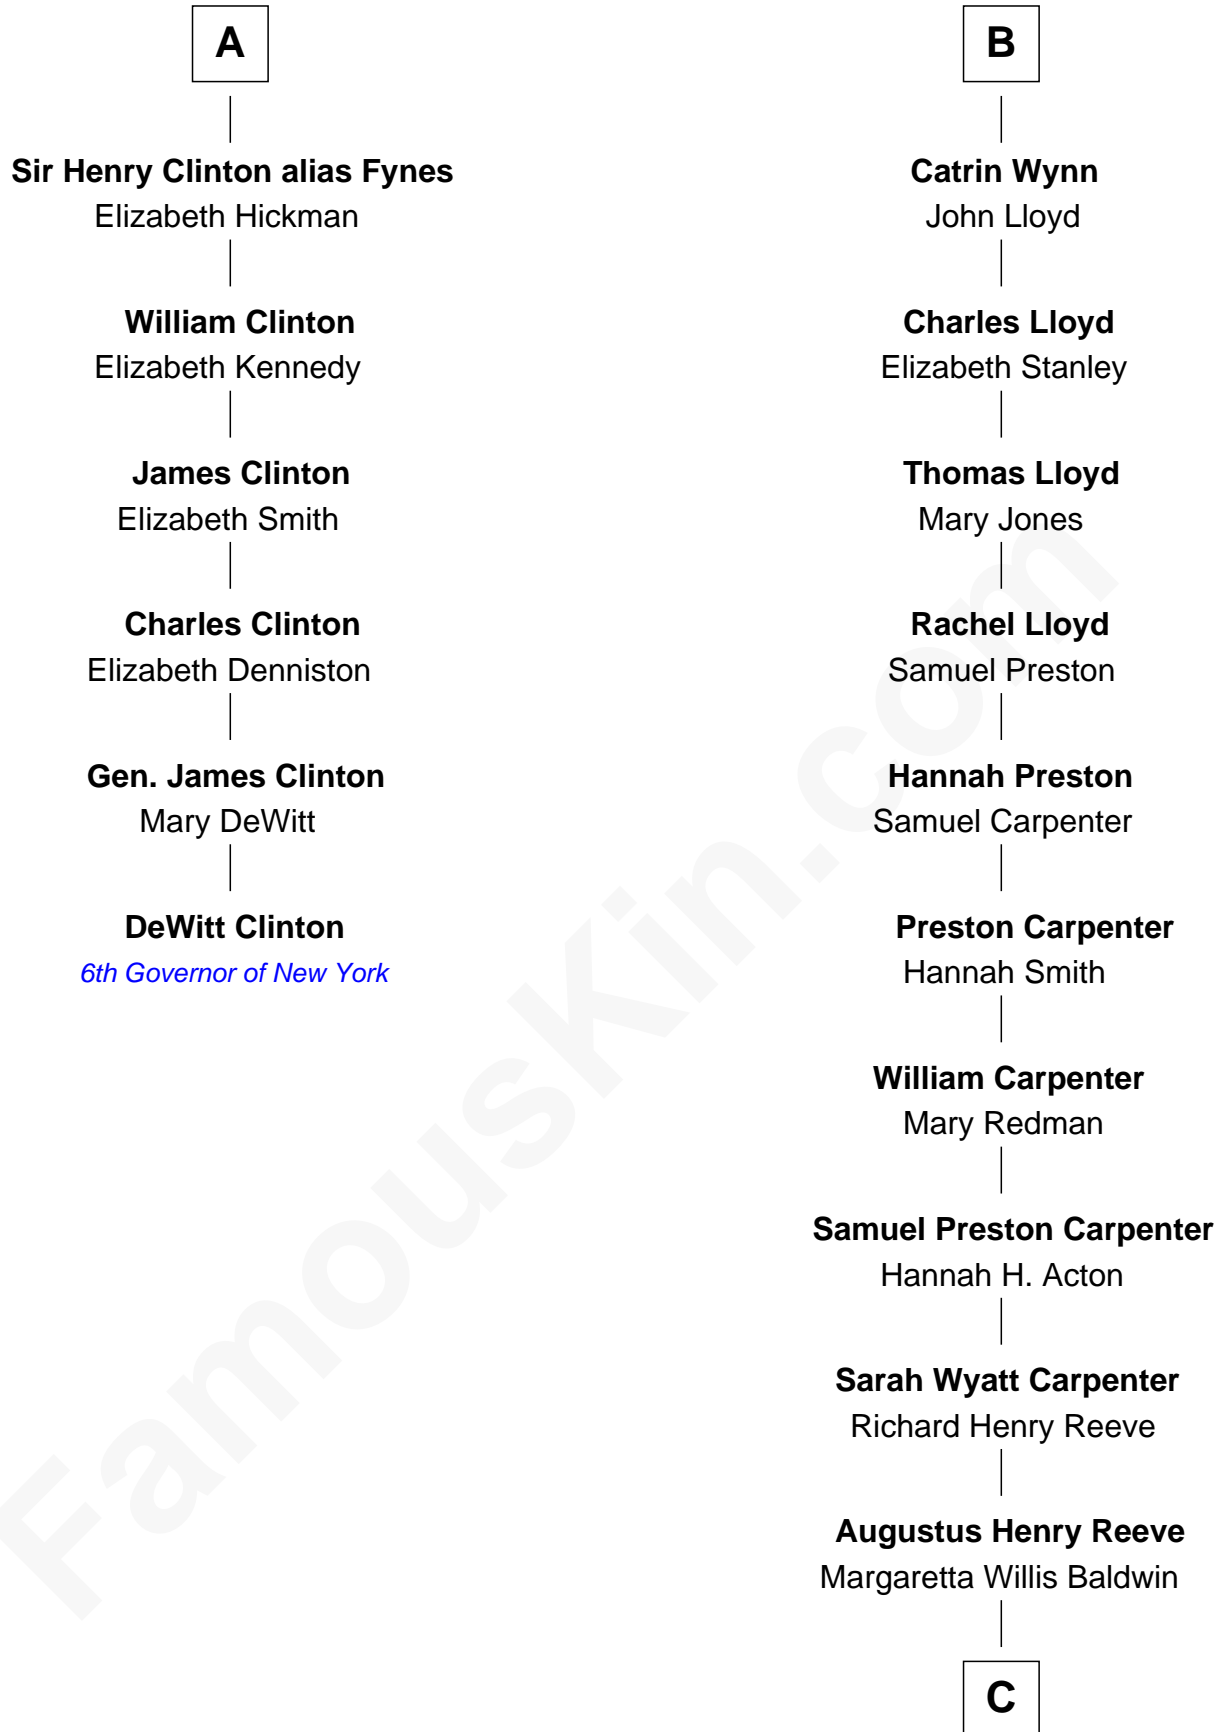 A
Sir Henry Clinton alias Fynes
Elizabeth Hickman
William Clinton
Elizabeth Kennedy
James Clinton
Elizabeth Smith
Charles Clinton
Elizabeth Denniston
Gen. James Clinton
Mary DeWitt
DeWitt Clinton
6th Governor of New York
B
Catrin Wynn
John Lloyd
Charles Lloyd
Elizabeth Stanley
Thomas Lloyd
Mary Jones
Rachel Lloyd
Samuel Preston
Hannah Preston
Samuel Carpenter
Preston Carpenter
Hannah Smith
William Carpenter
Mary Redman
Samuel Preston Carpenter
Hannah H. Acton
Sarah Wyatt Carpenter
Richard Henry Reeve
Augustus Henry Reeve
Margaretta Willis Baldwin
C
FamousKin.com